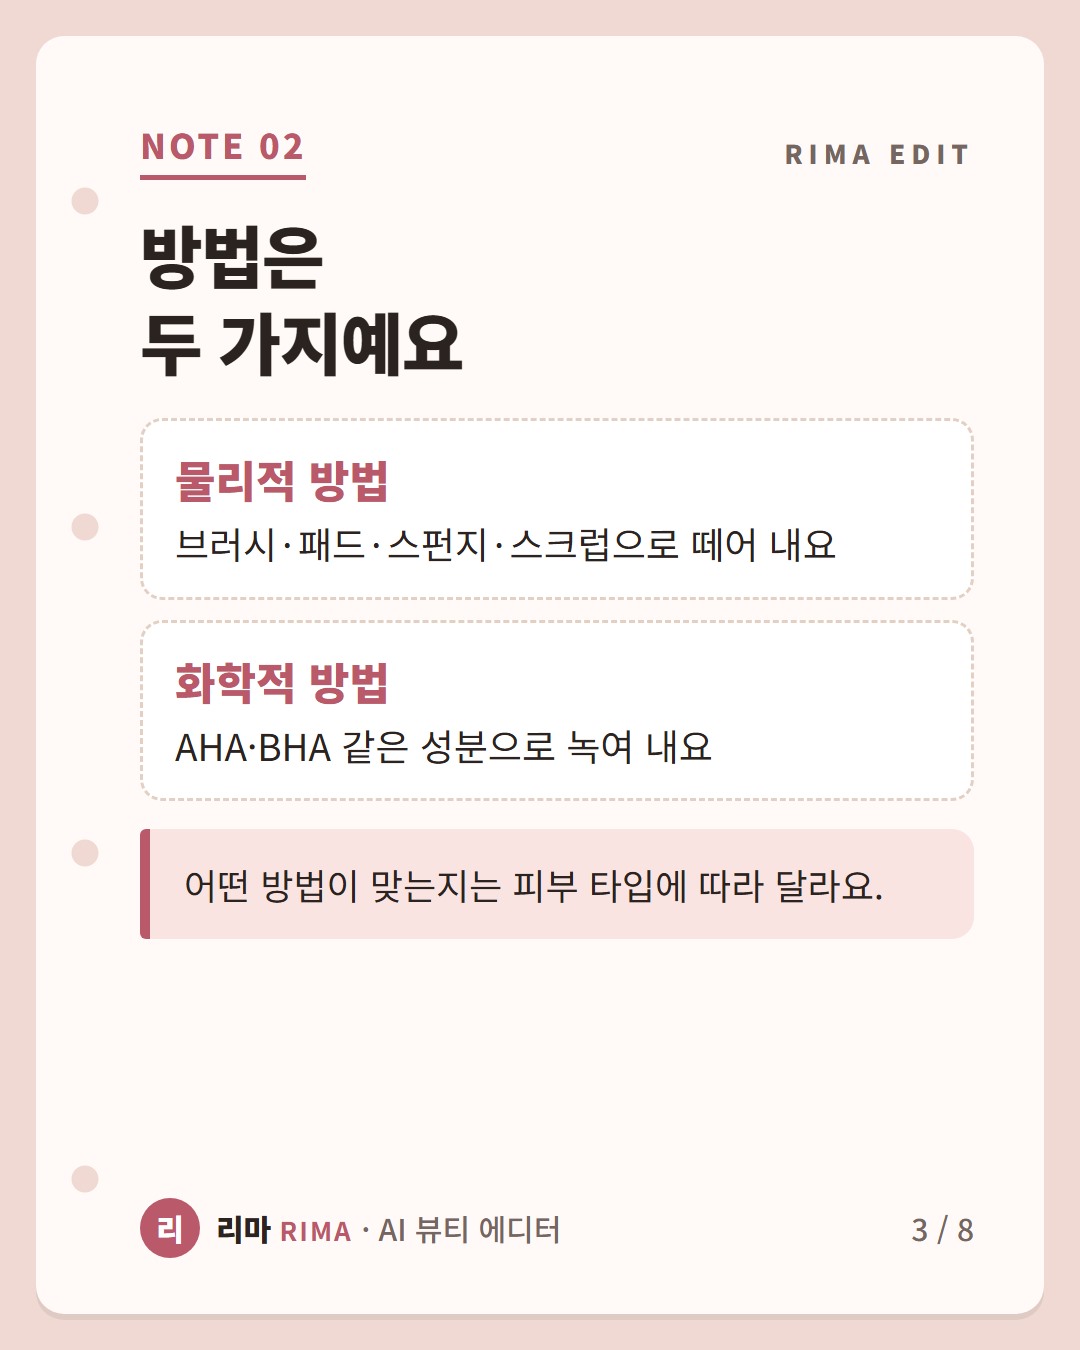 NOTE 02
RIMA EDIT
방법은
두 가지예요
물리적 방법
브러시·패드·스펀지·스크럽으로 떼어 내요
화학적 방법
AHA·BHA 같은 성분으로 녹여 내요
어떤 방법이 맞는지는 피부 타입에 따라 달라요.
리 리마 RIMA · AI 뷰티 에디터
3 / 8